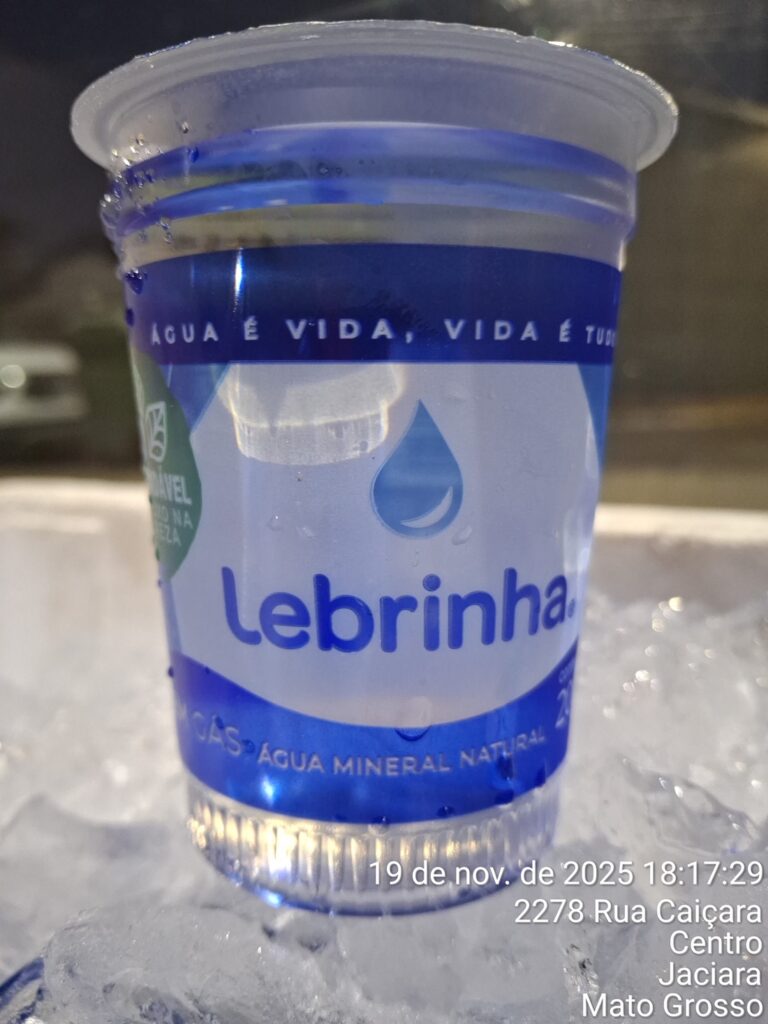 ÁGUA É VIDA, VIDA É
lebrinha.
GÁS
ÁGUA MINERAL NATURAL
19 de nov. de 2025 18:17:29
2278 Rua Caiçara
Centro
Jaciara
Mato Grosso